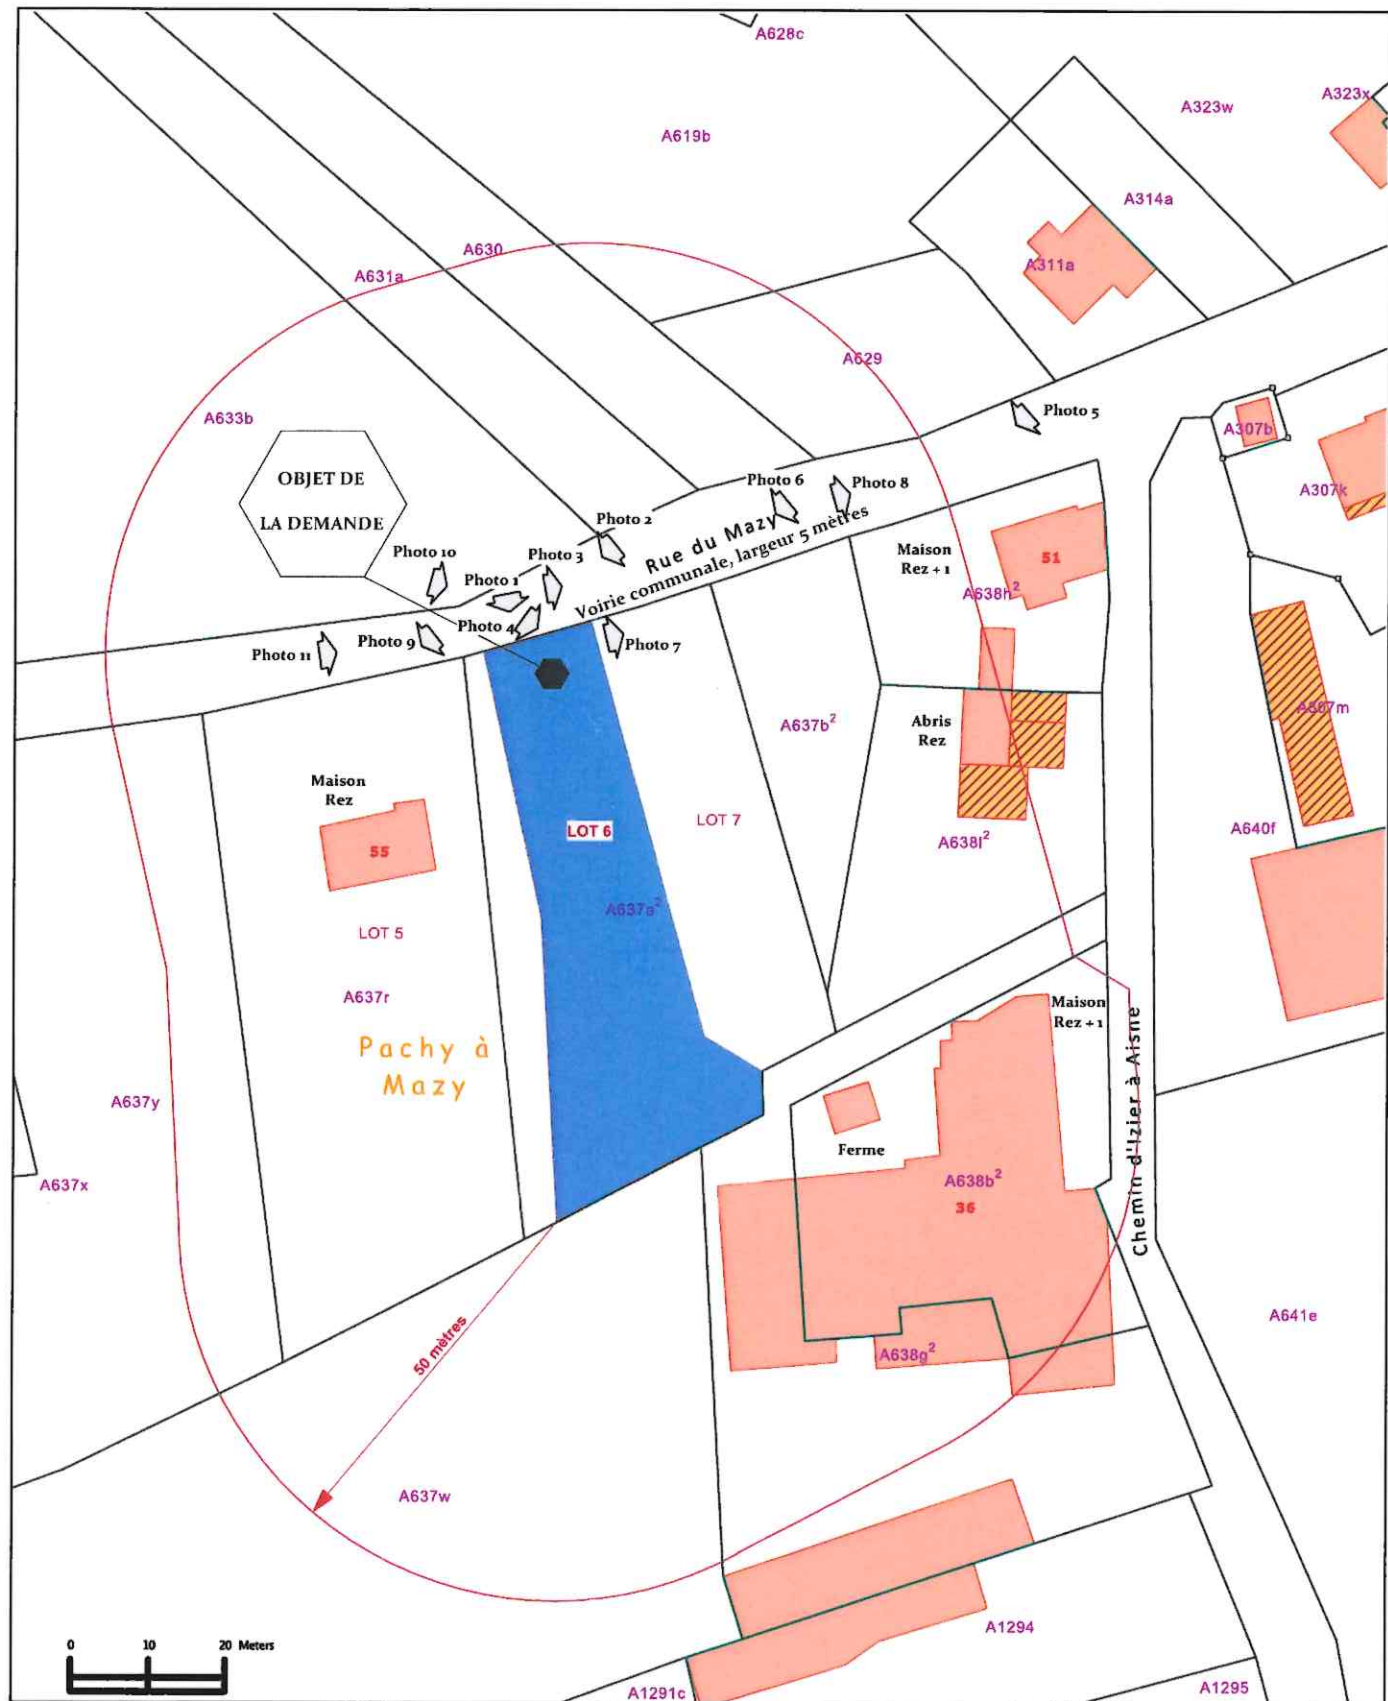 A628c
A323x
A323w
A619b
A314a
A630
A631a
A311a
A629
A633b
Photo 5
A307b
OBJET DE
LA DEMANDE
Photo 6
Photo 8
A307k
Photo 2
Rue du Mazy
Voirie communale, largeur 5 mètres
Photo 10
Photo 3
Photo 1
Maison
Rez + 1
51
A638h²
Photo 4
Photo 9
Photo 11
Photo 7
A637b²
Abris
Rez
A307m
Maison
Rez
55
LOT 6
LOT 7
A638l²
A640f
A637a²
LOT 5
A637r
Maison
Rez + 1
Pachy à
Mazy
Chemin d'Izier à Aisne
A637y
Ferme
A637x
A638b²
36
A641e
50 mètres
A638g²
A637w
0 10 20 Meters
A1294
A1291c
A1295